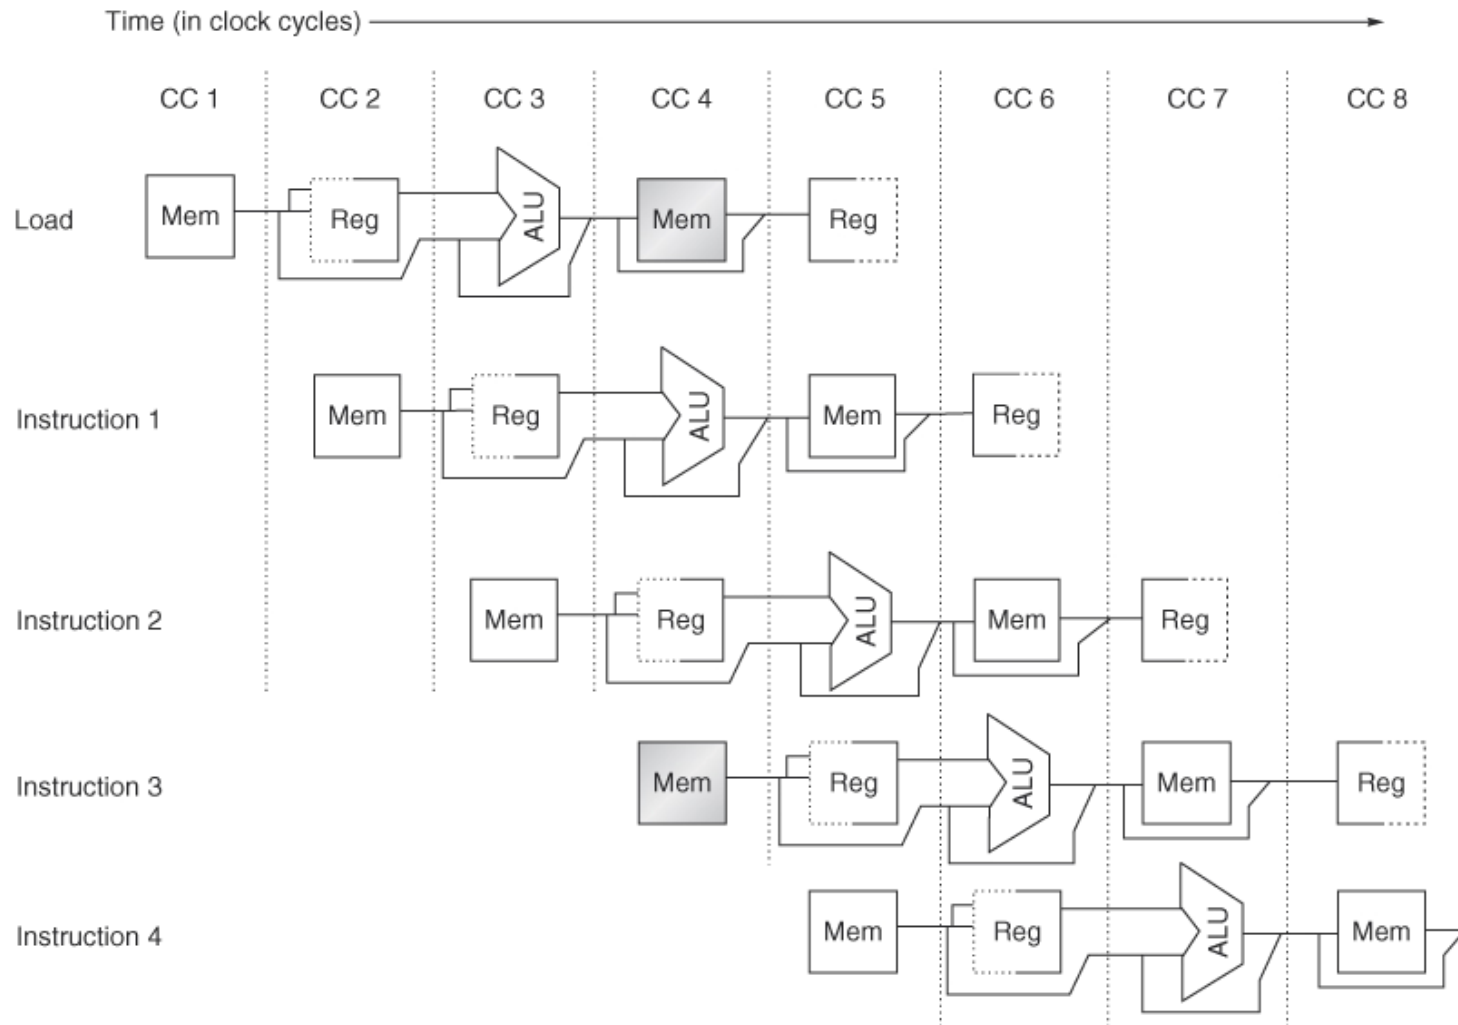 Time (in clock cycles)
CC 1 CC 2 CC 3 CC 4 CC 5 CC 6 CC 7 CC 8
Load Mem Reg ALU Mem Reg
Instruction 1 Mem Reg ALU Mem Reg
Instruction 2 Mem Reg ALU Mem Reg
Instruction 3 Mem Reg ALU Mem Reg
Instruction 4 Mem Reg ALU Mem